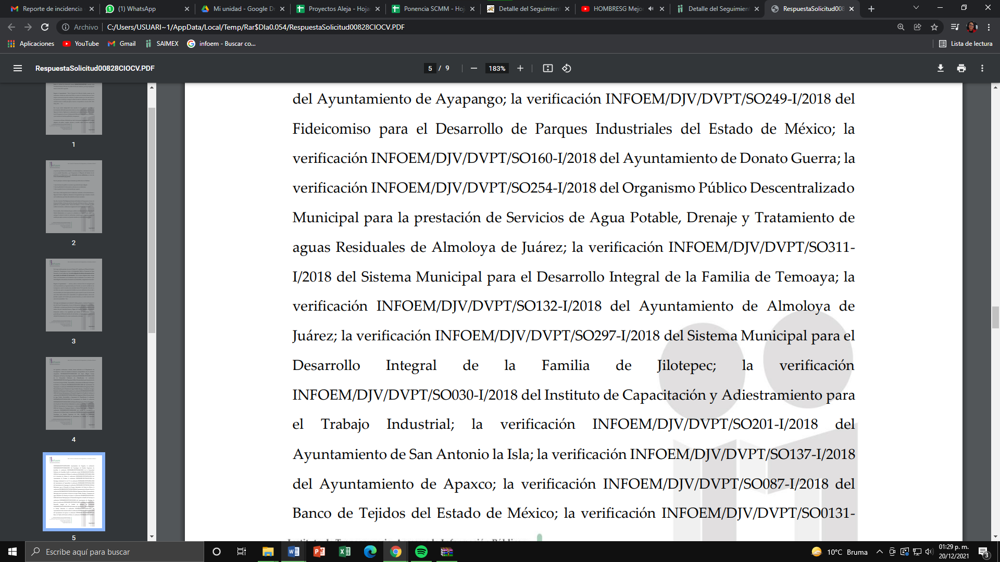 Reporte de incidencia
(1) WhatsApp
Mi unidad - Google Dr
Proyectos Aleja - Hoja
Ponencia SCMM - Hoj
Detalle del Seguimient
HOMBRESG Mejor
Detalle del Seguimient
RespuestaSolicitud008
Archivo C:/Users/USUARI~1/AppData/Local/Temp/Rar$DIa0.054/RespuestaSolicitud00828CIOCV.PDF
Aplicaciones YouTube Gmail SAIMEX infoem - Buscar co... Lista de lectura
RespuestaSolicitud00828CIOCV.PDF 5 / 9 183%
1
2
3
4
5
del Ayuntamiento de Ayapango; la verificación INFOEM/DJV/DVPT/SO249-I/2018 del
Fideicomiso para el Desarrollo de Parques Industriales del Estado de México; la
verificación INFOEM/DJV/DVPT/SO160-I/2018 del Ayuntamiento de Donato Guerra; la
verificación INFOEM/DJV/DVPT/SO254-I/2018 del Organismo Público Descentralizado
Municipal para la prestación de Servicios de Agua Potable, Drenaje y Tratamiento de
aguas Residuales de Almoloya de Juárez; la verificación INFOEM/DJV/DVPT/SO311-
I/2018 del Sistema Municipal para el Desarrollo Integral de la Familia de Temoaya; la
verificación INFOEM/DJV/DVPT/SO132-I/2018 del Ayuntamiento de Almoloya de
Juárez; la verificación INFOEM/DJV/DVPT/SO297-I/2018 del Sistema Municipal para el
Desarrollo Integral de la Familia de Jilotepec; la verificación
INFOEM/DJV/DVPT/SO030-I/2018 del Instituto de Capacitación y Adiestramiento para
el Trabajo Industrial; la verificación INFOEM/DJV/DVPT/SO201-I/2018 del
Ayuntamiento de San Antonio la Isla; la verificación INFOEM/DJV/DVPT/SO137-I/2018
del Ayuntamiento de Apaxco; la verificación INFOEM/DJV/DVPT/SO087-I/2018 del
Banco de Tejidos del Estado de México; la verificación INFOEM/DJV/DVPT/SO0131-
Escribe aquí para buscar
10°C Bruma
01:29 p. m.
20/12/2021
3